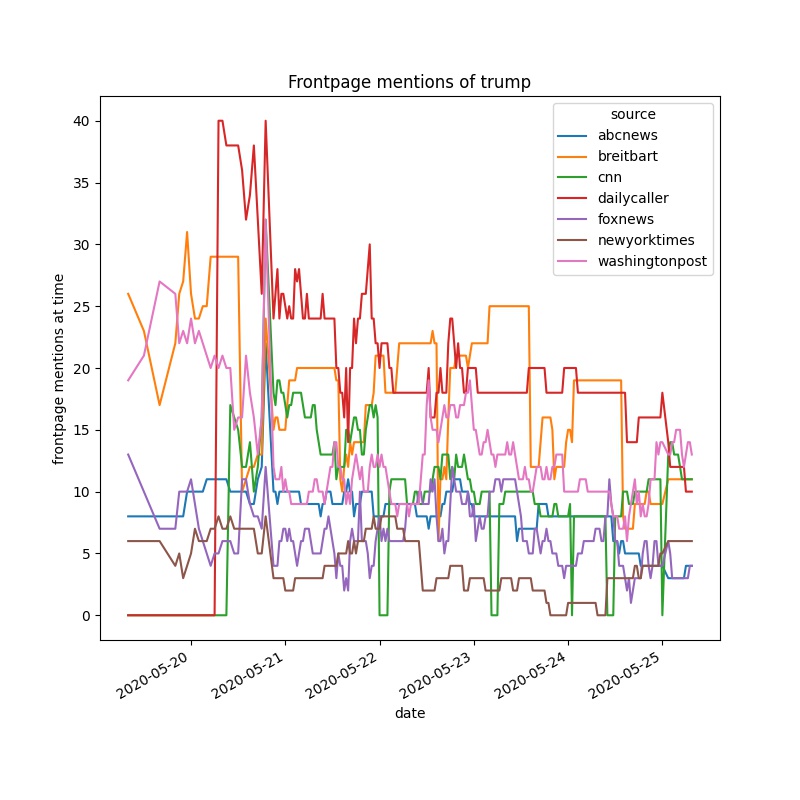 Frontpage mentions of trump
source
abcnews
breitbart
cnn
dailycaller
foxnews
newyorktimes
washingtonpost
frontpage mentions at time
40
35
30
25
20
15
10
5
0
2020-05-20
2020-05-21
2020-05-22
2020-05-23
2020-05-24
2020-05-25
date